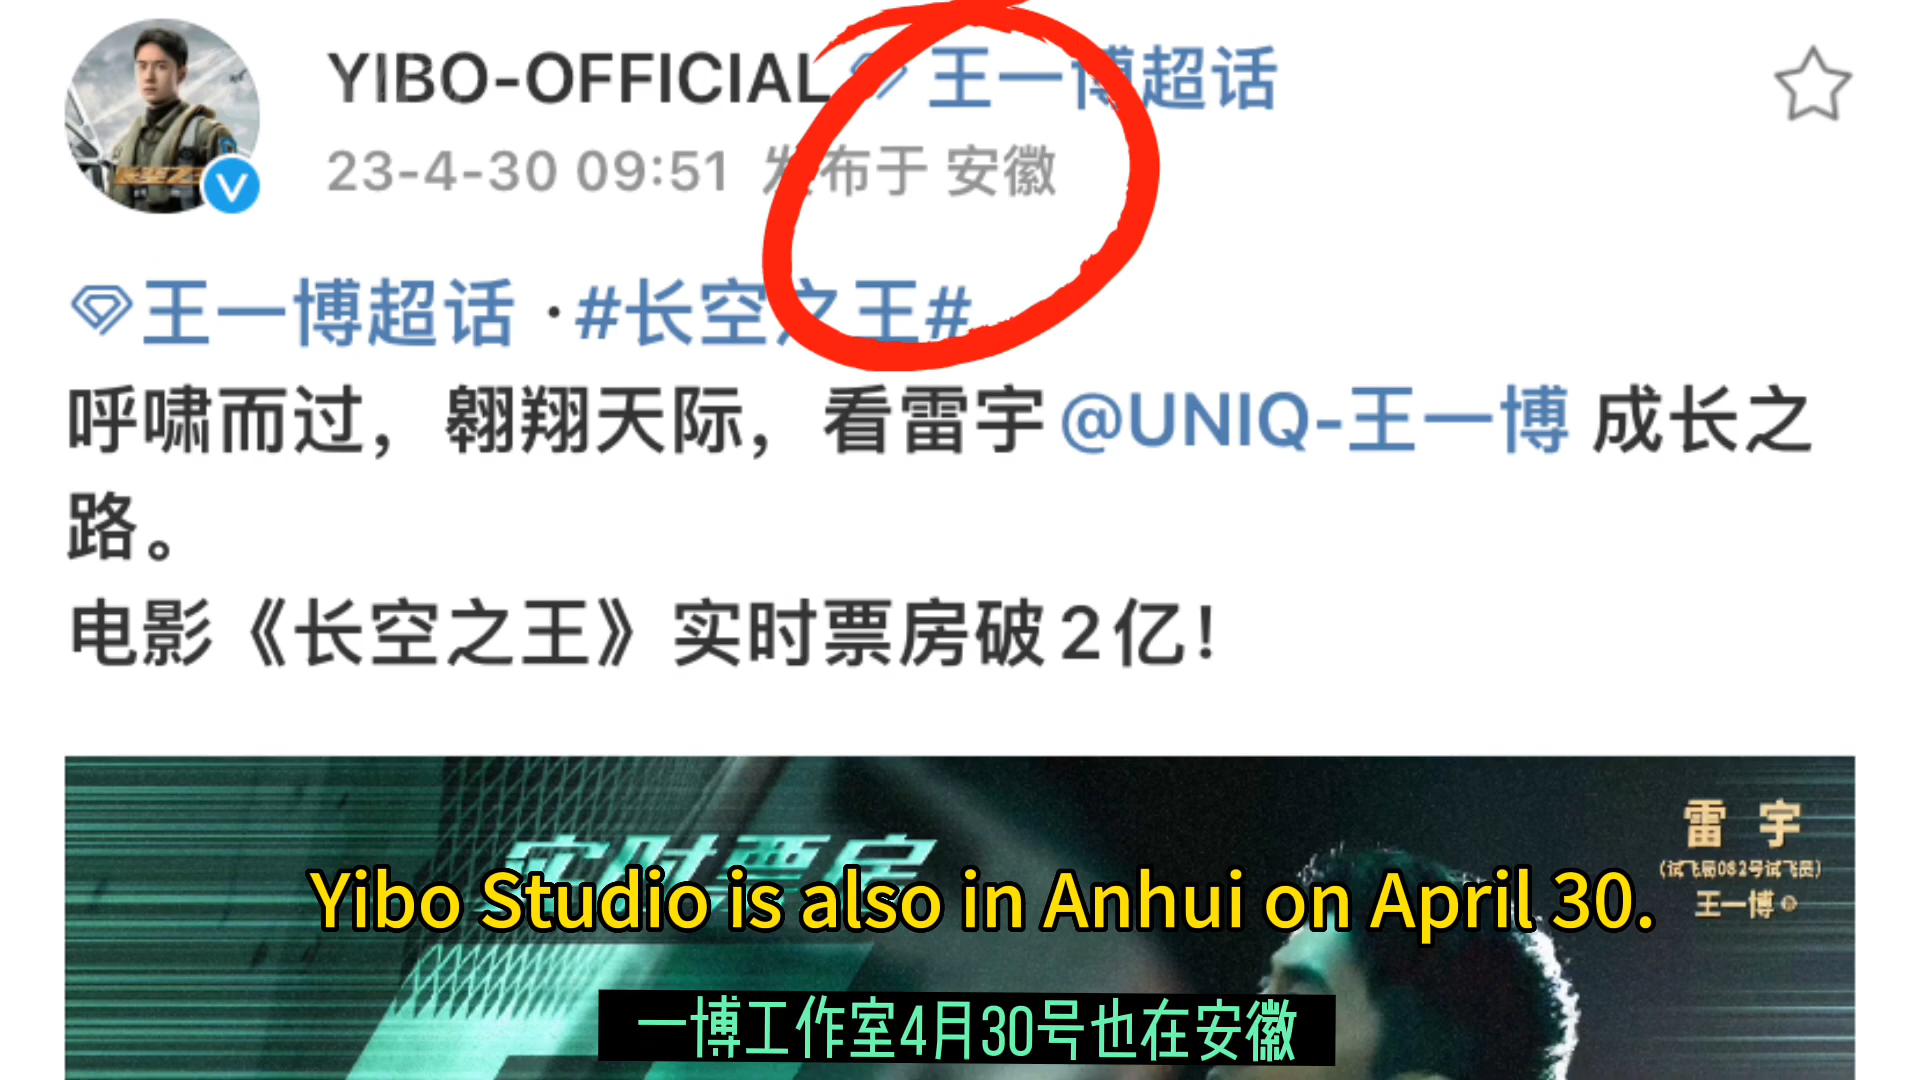 YIBO-OFFICIAL 王一博超话
23-4-30 09:51 发布于 安徽
王一博超话 · #长空之王#
呼啸而过，翱翔天际，看雷宇@UNIQ-王一博 成长之
路。
电影《长空之王》实时票房破2亿！
实时票房
雷宇
(试飞局082号试飞员)
王一博 饰
Yibo Studio is also in Anhui on April 30.
一博工作室4月30号也在安徽